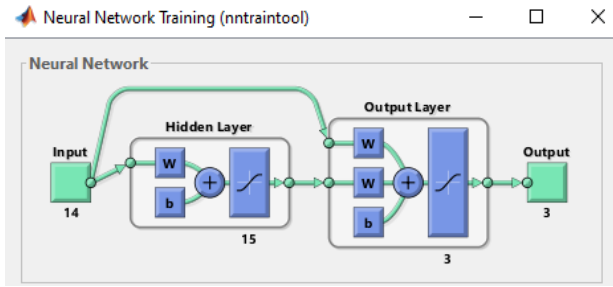 Neural Network Training (nntraintool)
Neural Network
Output Layer
Hidden Layer
Input
Output
W
W
W
b
b
+
+
14
15
3
3